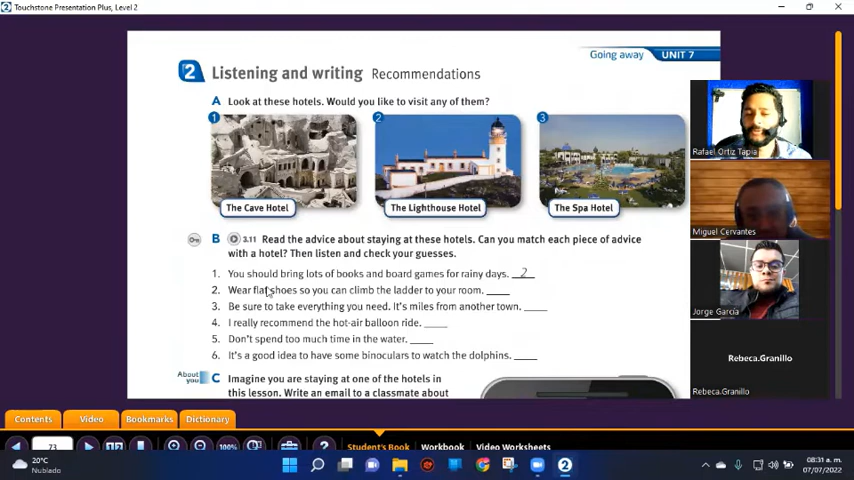 Touchstone Presentation Plus, Level 2
Going away UNIT 7
2 Listening and writing Recommendations
A Look at these hotels. Would you like to visit any of them?
1
2
3
The Cave Hotel
The Lighthouse Hotel
The Spa Hotel
B 3.11 Read the advice about staying at these hotels. Can you match each piece of advice
with a hotel? Then listen and check your guesses.
1. You should bring lots of books and board games for rainy days. 2
2. Wear flat shoes so you can climb the ladder to your room.
3. Be sure to take everything you need. It's miles from another town.
4. I really recommend the hot-air balloon ride.
5. Don't spend too much time in the water.
6. It's a good idea to have some binoculars to watch the dolphins.
About
you
C Imagine you are staying at one of the hotels in
this lesson. Write an email to a classmate about
Rafael Ortiz Tapia
Miguel Cervantes
Jorge García
Rebeca.Granillo
Rebeca.Granillo
Contents
Video
Bookmarks
Dictionary
73
100%
Student's Book
Workbook
Video Worksheets
20°C
Nublado
2
08:31 a. m.
07/07/2022